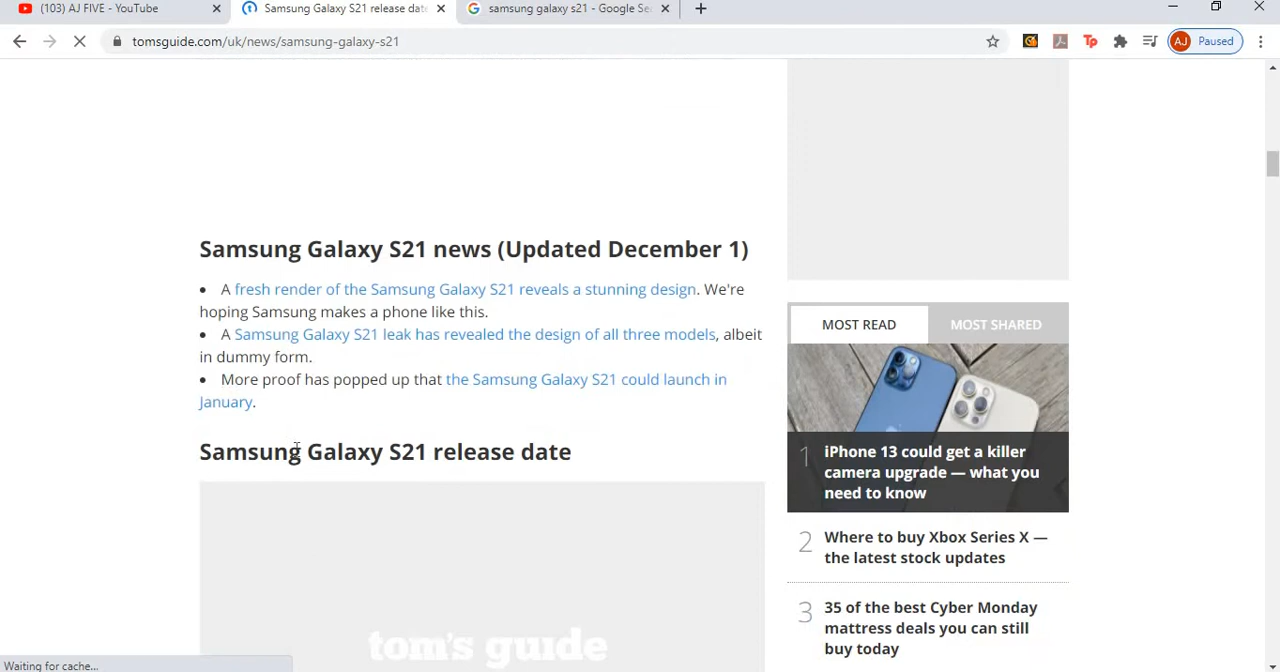 (103) AJ FIVE - YouTube
Samsung Galaxy S21 release date
samsung galaxy s21 - Google Se
tomsguide.com/uk/news/samsung-galaxy-s21
Tp
AJ Paused
Samsung Galaxy S21 news (Updated December 1)
A fresh render of the Samsung Galaxy S21 reveals a stunning design. We're
hoping Samsung makes a phone like this.
A Samsung Galaxy S21 leak has revealed the design of all three models, albeit
in dummy form.
More proof has popped up that the Samsung Galaxy S21 could launch in
January.
Samsung Galaxy S21 release date
tom's guide
MOST READ
MOST SHARED
1 iPhone 13 could get a killer
camera upgrade — what you
need to know
2 Where to buy Xbox Series X —
the latest stock updates
3 35 of the best Cyber Monday
mattress deals you can still
buy today
Waiting for cache...